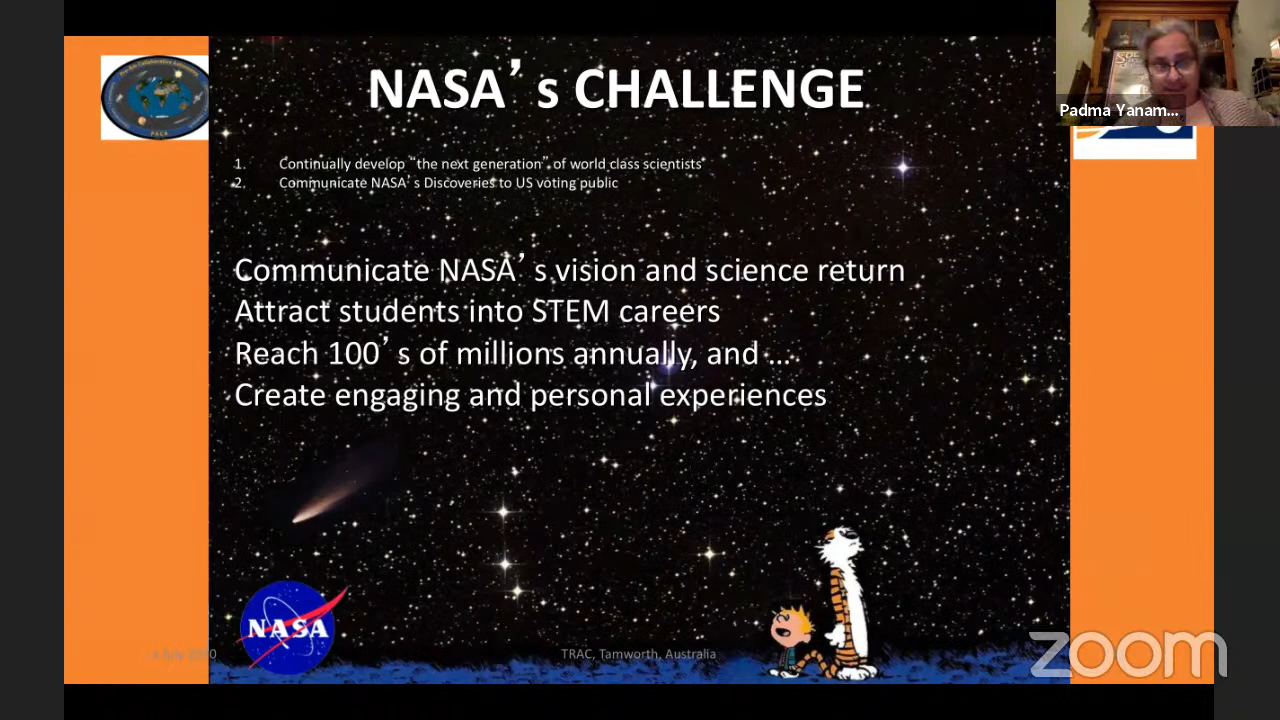 NASA’s CHALLENGE
Padma Yanam...
1. Continually develop “the next generation” of world class scientists
2. Communicate NASA’s Discoveries to US voting public
Communicate NASA’s vision and science return
Attract students into STEM careers
Reach 100’s of millions annually, and …
Create engaging and personal experiences
PACA
NASA
TRAC, Tamworth, Australia
zoom